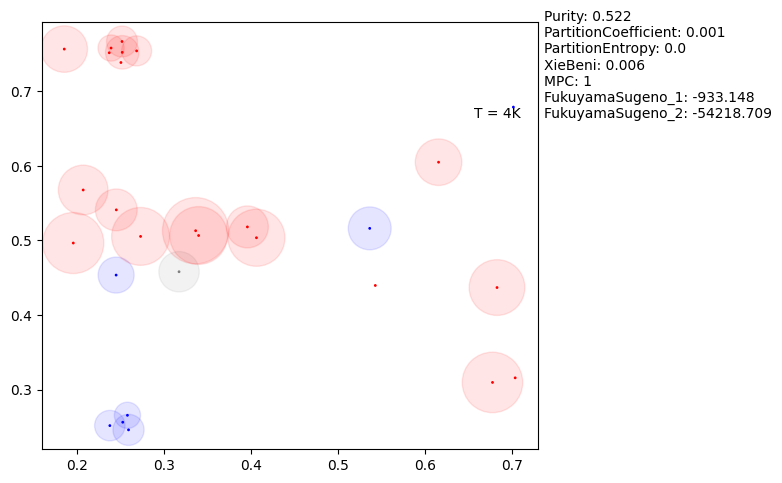 Purity: 0.522
PartitionCoefficient: 0.001
PartitionEntropy: 0.0
XieBeni: 0.006
MPC: 1
FukuyamaSugeno_1: -933.148
FukuyamaSugeno_2: -54218.709
T = 4K
0.7
0.6
0.5
0.4
0.3
0.2 0.3 0.4 0.5 0.6 0.7